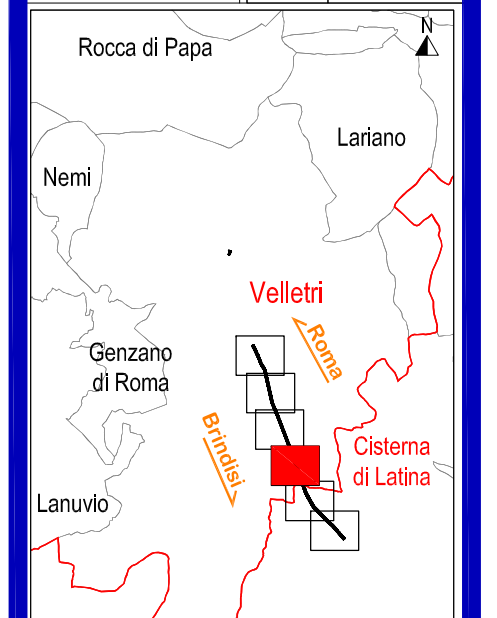 N
Rocca di Papa
Lariano
Nemi
Velletri
Roma
Genzano
di Roma
Brindisi
Cisterna
di Latina
Lanuvio